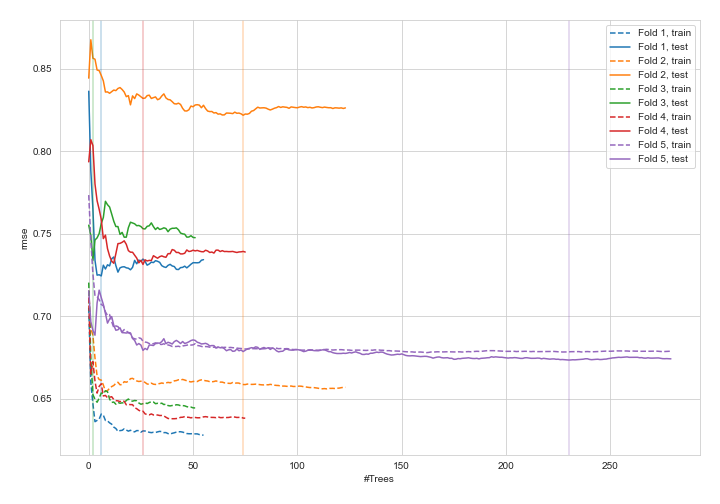 0.85
0.80
0.75
0.70
0.65
rmse
0
50
100
150
200
250
#Trees
Fold 1, train
Fold 1, test
Fold 2, train
Fold 2, test
Fold 3, train
Fold 3, test
Fold 4, train
Fold 4, test
Fold 5, train
Fold 5, test